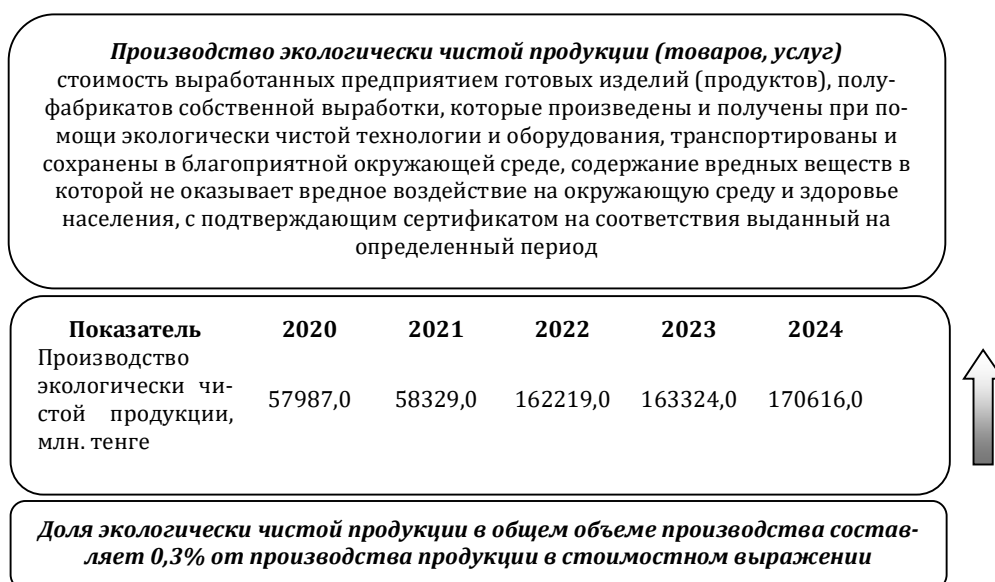 Производство экологически чистой продукции (товаров, услуг)
стоимость выработанных предприятием готовых изделий (продуктов), полу-
фабрикатов собственной выработки, которые произведены и получены при по-
мощи экологически чистой технологии и оборудования, транспортированы и
сохранены в благоприятной окружающей среде, содержание вредных веществ в
которой не оказывает вредное воздействие на окружающую среду и здоровье
населения, с подтверждающим сертификатом на соответствия выданный на
определенный период
Показатель 2020 2021 2022 2023 2024
Производство
экологически чи-
стой продукции,
млн. тенге
57987,0 58329,0 162219,0 163324,0 170616,0
Доля экологически чистой продукции в общем объеме производства состав-
ляет 0,3% от производства продукции в стоимостном выражении